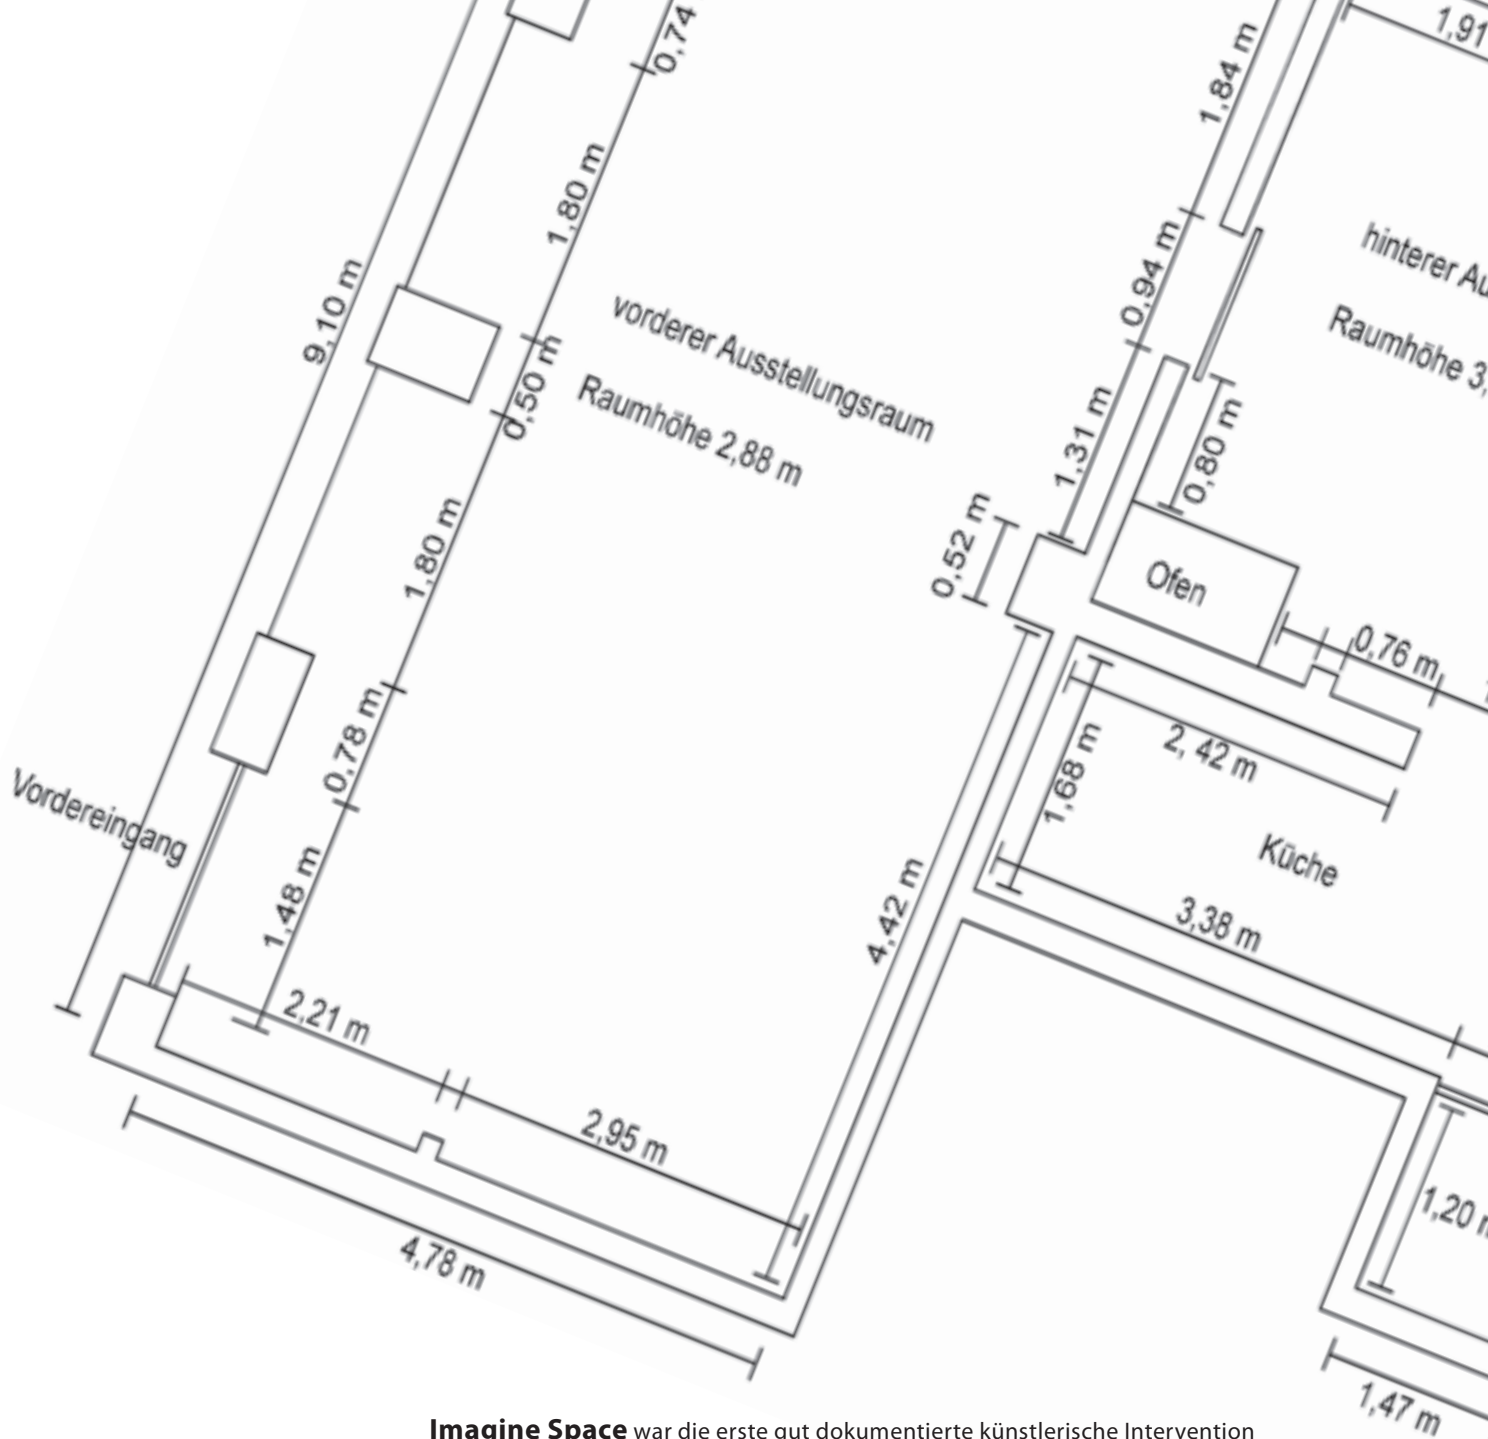 0,74
1,84 m
1,91
1,80 m
9,10 m
0,94 m
hinterer
vorderer Ausstellungsraum
Raumhöhe 3,
0,50 m
Raumhöhe 2,88 m
1,31 m
0,80 m
1,80 m
0,52 m
Ofen
0,76 m
0,78 m
2, 42 m
1,68 m
Vordereingang
Küche
1,48 m
4,42 m
3,38 m
2,21 m
2,95 m
1,20
4,78 m
1,47 m
Imagine Space war die erste gut dokumentierte künstlerische Intervention